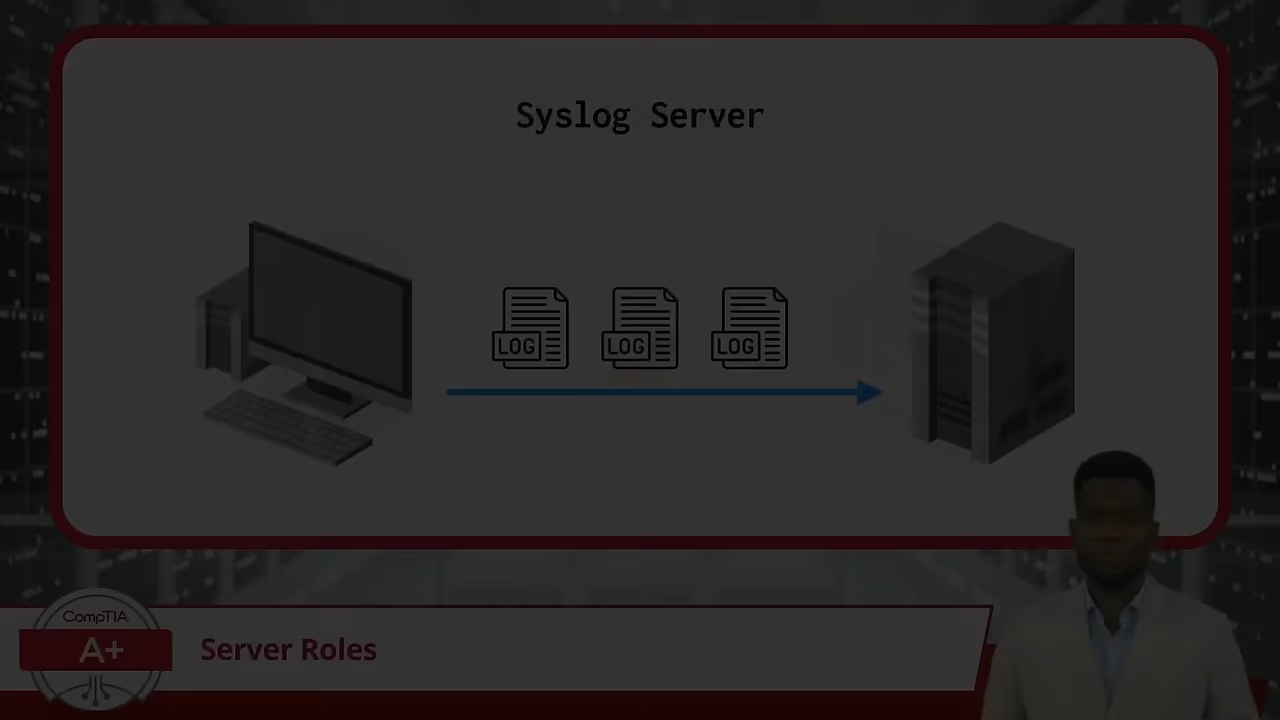 Syslog Server
LOG
LOG
LOG
CompTIA.
A+
Server Roles